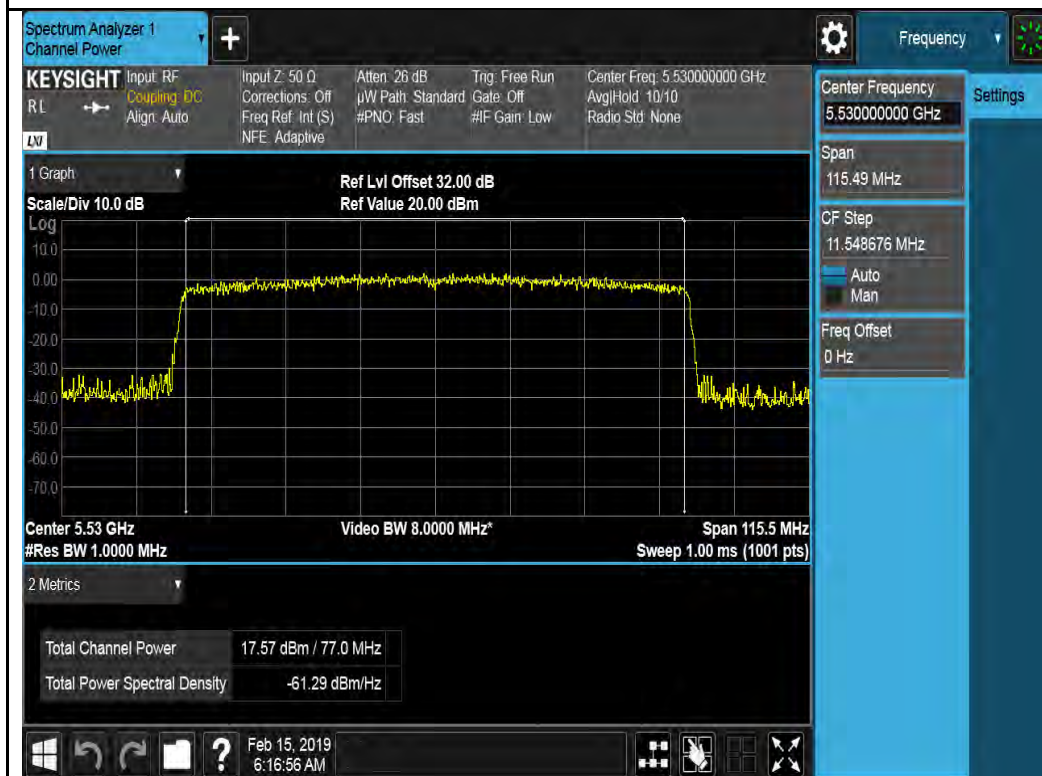 Spectrum Analyzer 1
Channel Power
+
Frequency
KEYSIGHT
R L
LXI
Input: RF
Coupling: DC
Align: Auto
Input Z: 50 Ω
Corrections: Off
Freq Ref: Int (S)
NFE: Adaptive
Atten: 26 dB
µW Path: Standard
#PNO: Fast
Trig: Free Run
Gate: Off
#IF Gain: Low
Center Freq: 5.530000000 GHz
Avg|Hold: 10/10
Radio Std: None
Center Frequency
5.530000000 GHz
Settings
Span
115.49 MHz
CF Step
11.548676 MHz
Auto
Man
Freq Offset
0 Hz
1 Graph
Scale/Div 10.0 dB
Ref Lvl Offset 32.00 dB
Ref Value 20.00 dBm
Log
10.0
0.00
-10.0
-20.0
-30.0
-40.0
-50.0
-60.0
-70.0
Center 5.53 GHz
#Res BW 1.0000 MHz
Video BW 8.0000 MHz*
Span 115.5 MHz
Sweep 1.00 ms (1001 pts)
2 Metrics
Total Channel Power 17.57 dBm / 77.0 MHz
Total Power Spectral Density -61.29 dBm/Hz
?
Feb 15, 2019
6:16:56 AM